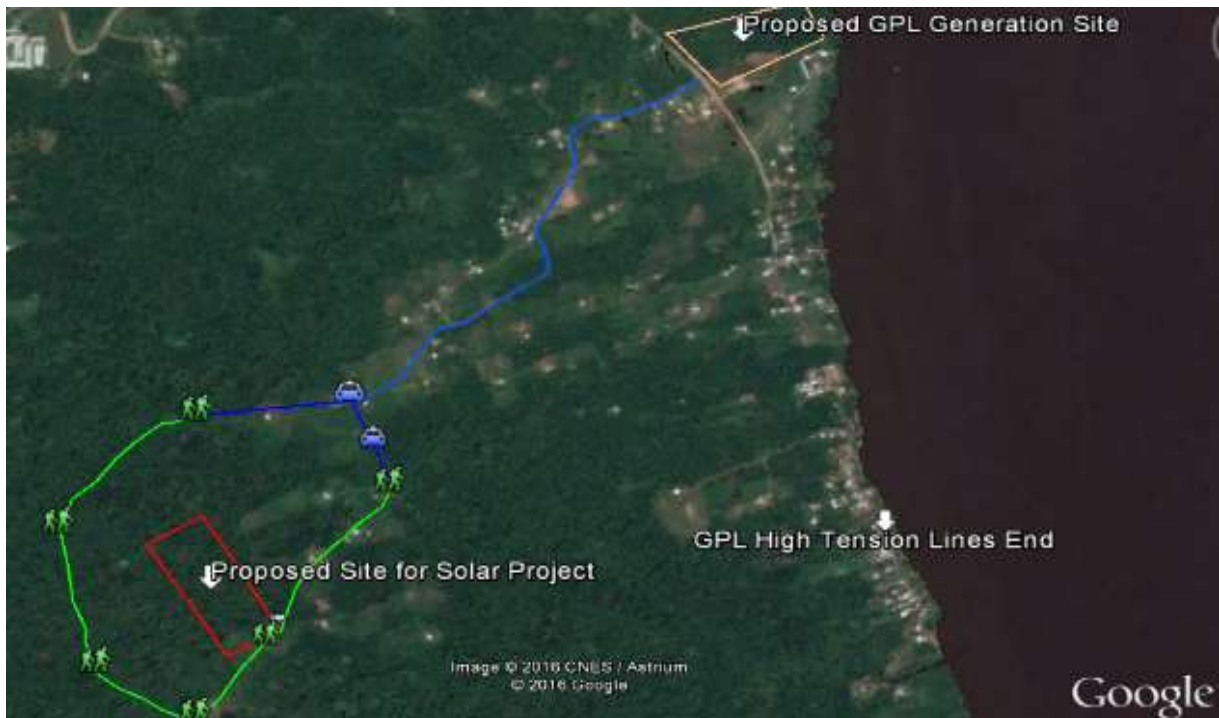 Proposed GPL Generation Site
GPL High Tension Lines End
Proposed Site for Solar Project
Image © 2016 CNES / Astrium
© 2016 Google
Google